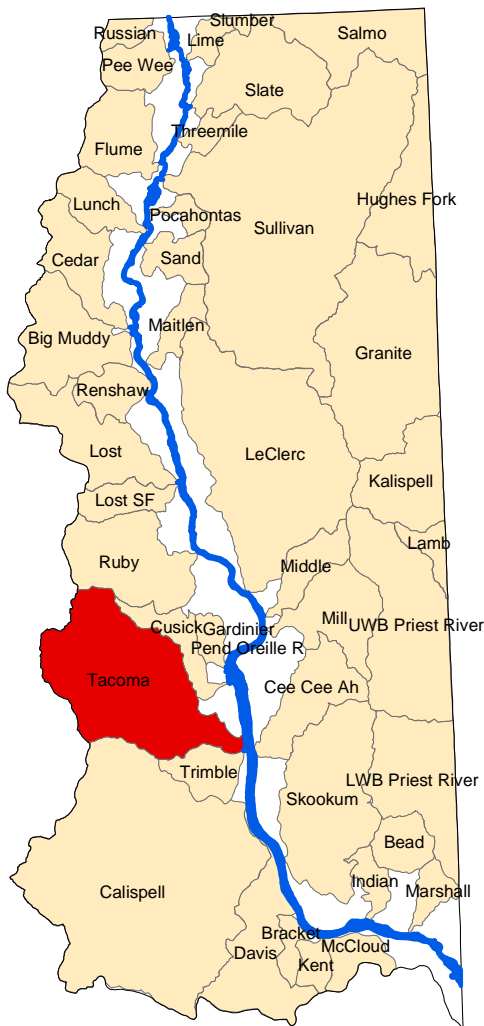 Slumber
Russian
Lime
Salmo
Pee Wee
Slate
Threemile
Flume
Hughes Fork
Lunch
Pocahontas
Sullivan
Cedar
Sand
Maitlen
Big Muddy
Granite
Renshaw
Lost
LeClerc
Kalispell
Lost SF
Lamb
Ruby
Middle
Mill
UWB Priest River
Cusick
Gardinier
Pend Oreille R
Tacoma
Cee Cee Ah
Trimble
LWB Priest River
Skookum
Bead
Calispell
Indian
Marshall
Bracket
McCloud
Davis
Kent